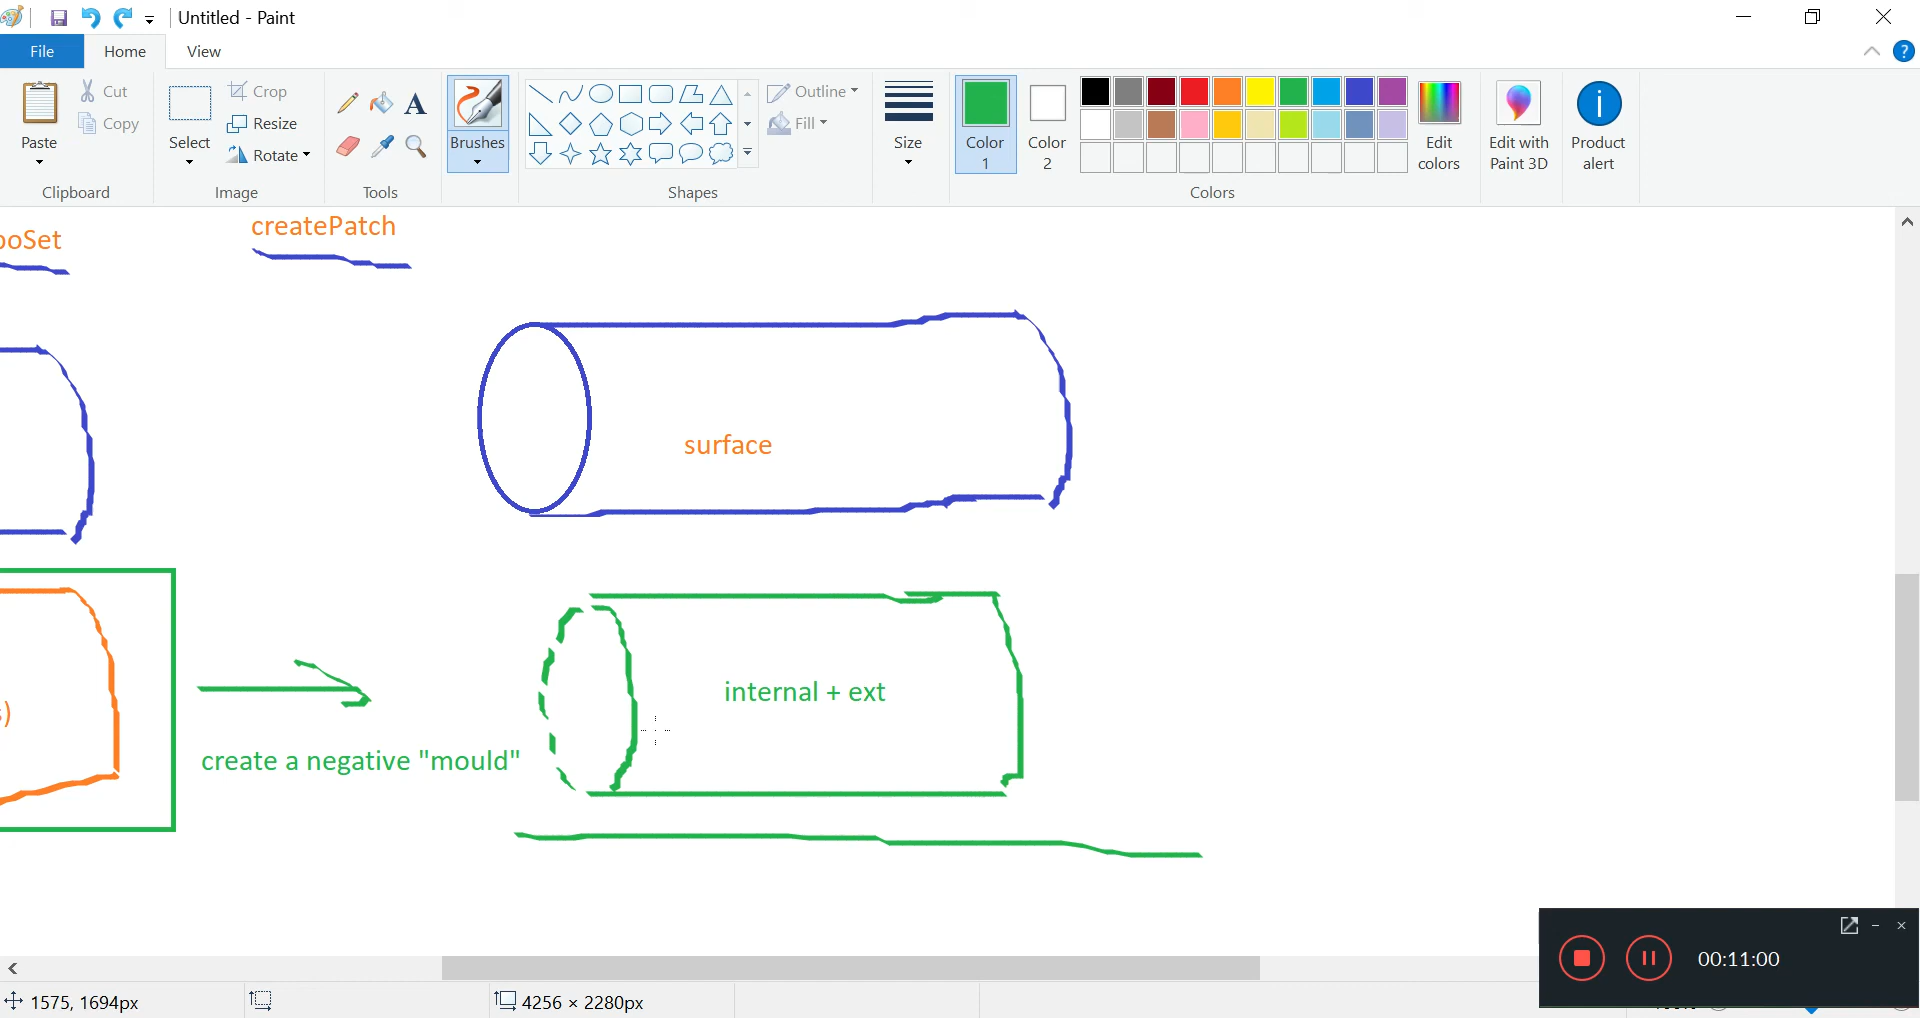 Untitled - Paint
File
Home
View
Paste
Cut
Copy
Clipboard
Select
Crop
Resize
Rotate
Image
Tools
Brushes
Shapes
Outline
Fill
Size
Color
1
Color
2
Colors
Edit
colors
Edit with
Paint 3D
Product
alert
createPatch
surface
internal + ext
create a negative "mould"
00:11:00
1575, 1694px
4256 × 2280px